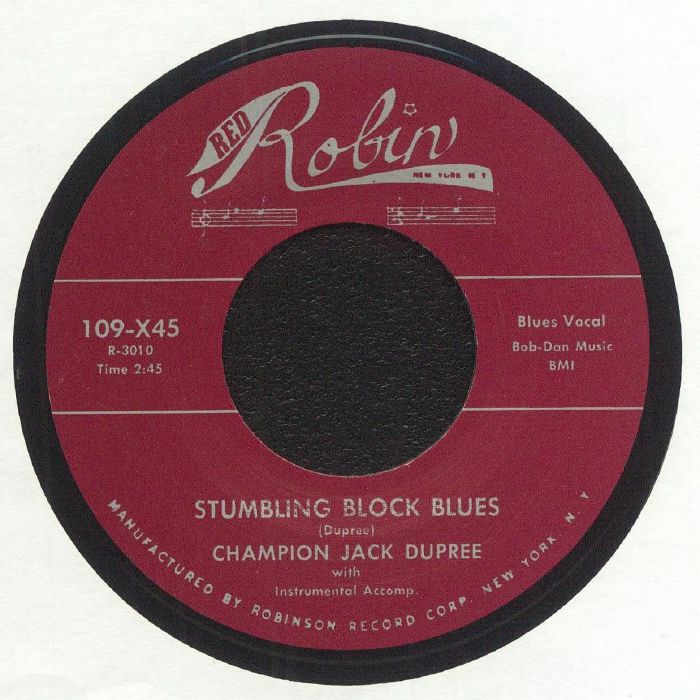 RED Robin
NEW YORK N Y
109-X45
R-3010
Time 2:45
Blues Vocal
Bob-Dan Music
BMI
STUMBLING BLOCK BLUES
(Dupree)
CHAMPION JACK DUPREE
with
Instrumental Accomp.
MANUFACTURED BY ROBINSON RECORD CORP. NEW YORK, N.Y